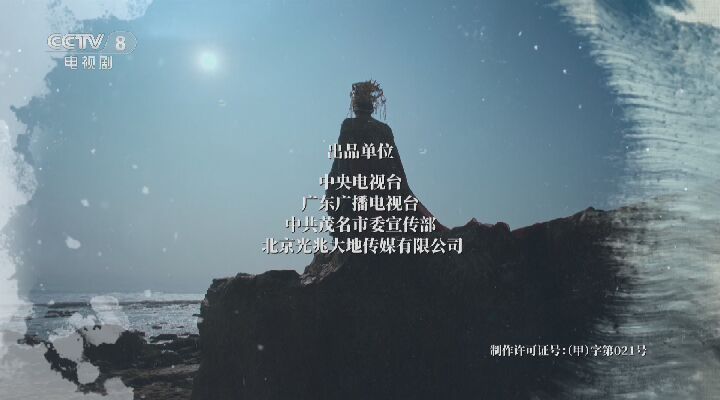 CCTV 8
电视剧
出品单位
中央电视台
广东广播电视台
中共茂名市委宣传部
北京光兆大地传媒有限公司
制作许可证号:(甲)字第021号